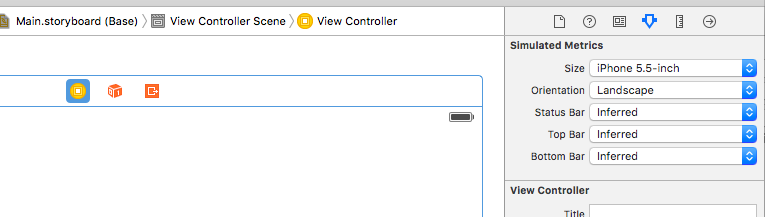 Main.storyboard (Base) View Controller Scene View Controller
Simulated Metrics
Size iPhone 5.5-inch
Orientation Landscape
Status Bar Inferred
Top Bar Inferred
Bottom Bar Inferred
View Controller
Title